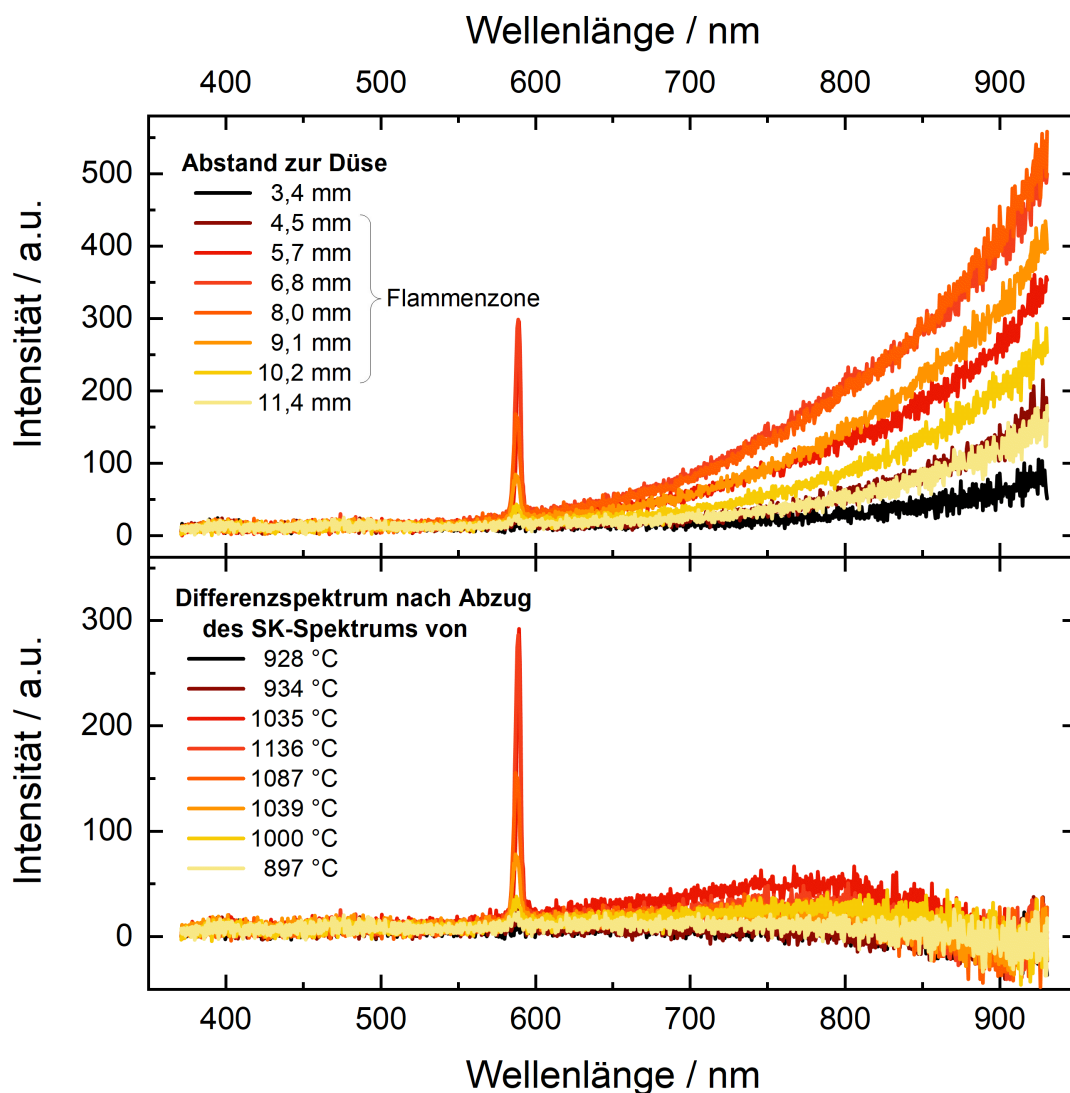 Wellenlänge / nm
400 500 600 700 800 900
Intensität / a.u.
500
400
300
200
100
0
Abstand zur Düse
3,4 mm
4,5 mm
5,7 mm
6,8 mm
8,0 mm
9,1 mm
10,2 mm
11,4 mm
Flammenzone
Intensität / a.u.
300
200
100
0
Differenzspektrum nach Abzug
des SK-Spektrums von
928 °C
934 °C
1035 °C
1136 °C
1087 °C
1039 °C
1000 °C
897 °C
400 500 600 700 800 900
Wellenlänge / nm